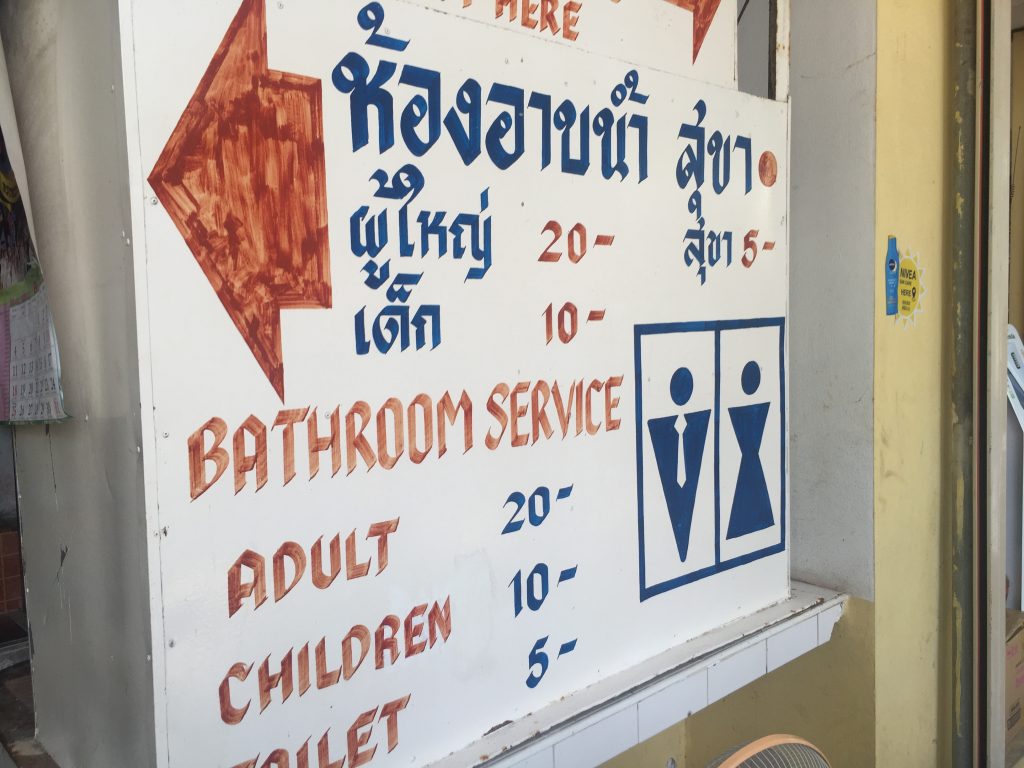 HERE
ห้องอาบน้ำ สุขา
ผู้ใหญ่ 20- สุขา 5-
เด็ก 10-
BATHROOM SERVICE
ADULT 20-
CHILDREN 10-
TOILET 5-
NIVEA
HERE